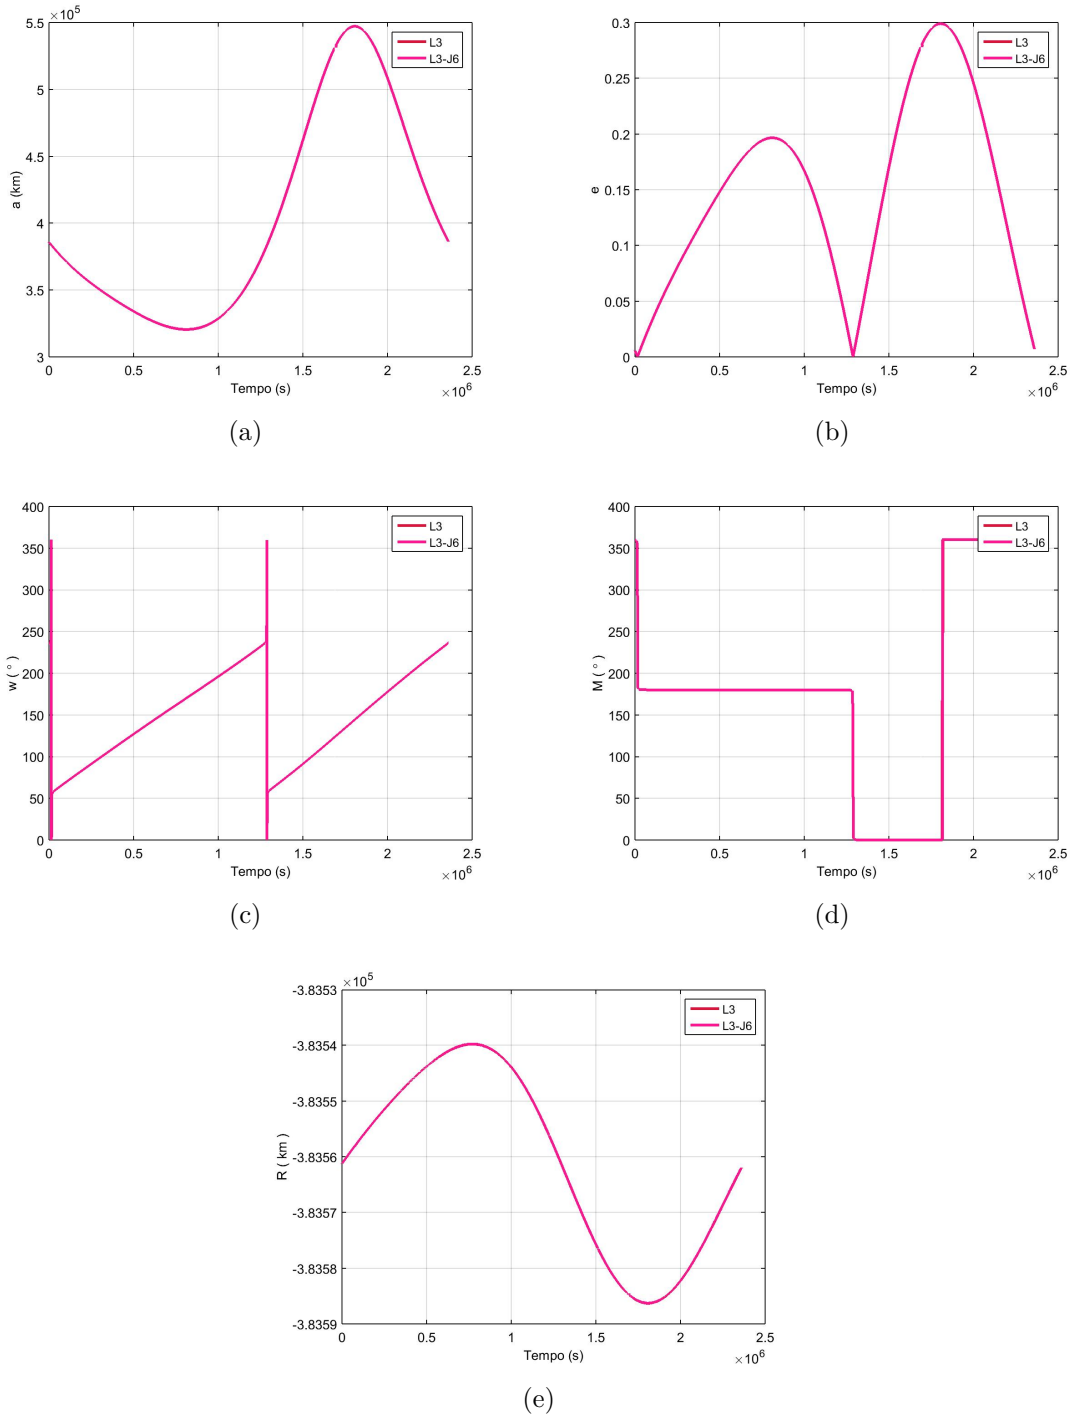 ×10^5
5.5
5
4.5
4
3.5
3
a (km)
L3
L3-J6
0 0.5 1 1.5 2 2.5
Tempo (s)
×10^6
(a)
0.3
0.25
0.2
0.15
0.1
0.05
0
e
L3
L3-J6
0 0.5 1 1.5 2 2.5
Tempo (s)
×10^6
(b)
400
350
300
250
200
150
100
50
0
w ( ° )
L3
L3-J6
0 0.5 1 1.5 2 2.5
Tempo (s)
×10^6
(c)
400
350
300
250
200
150
100
50
0
M ( ° )
L3
L3-J6
0 0.5 1 1.5 2 2.5
Tempo (s)
×10^6
(d)
×10^5
-3.8353
-3.8354
-3.8355
-3.8356
-3.8357
-3.8358
-3.8359
R ( km )
L3
L3-J6
0 0.5 1 1.5 2 2.5
Tempo (s)
×10^6
(e)